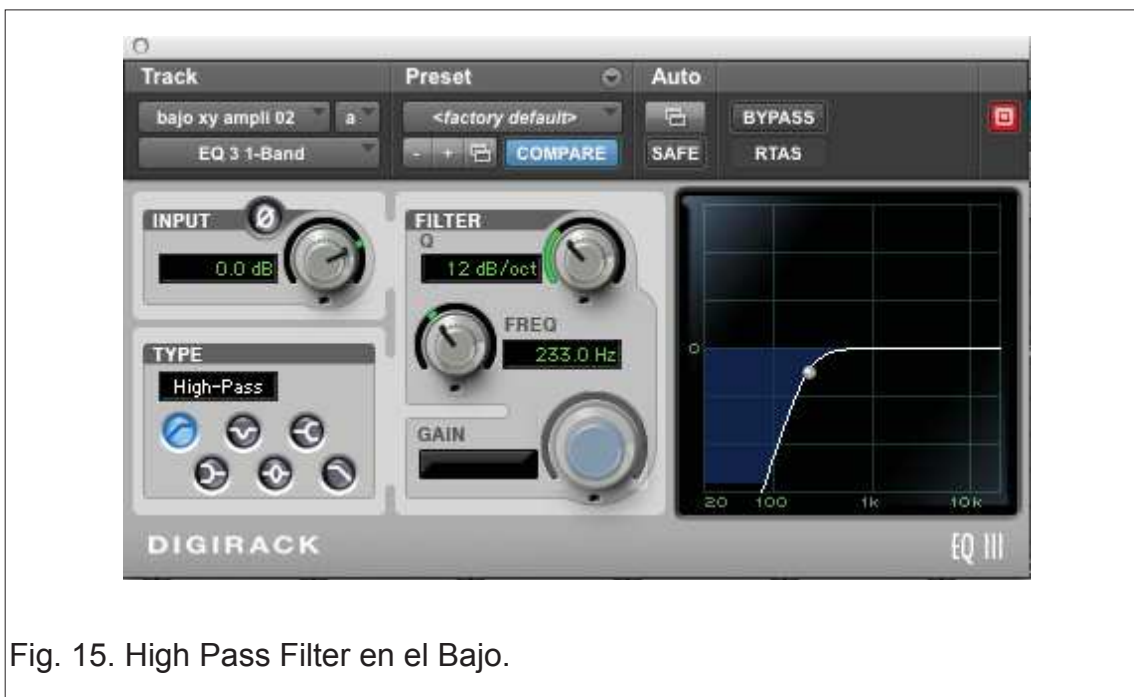 Track Preset Auto
bajo xy ampli 02 a <factory default> BYPASS
EQ 3 1-Band - + COMPARE SAFE RTAS
INPUT Ø
0.0 dB
FILTER
Q
12 dB/oct
FREQ
233.0 Hz
TYPE
High-Pass
GAIN
0
20 100 1k 10k
DIGIRACK EQ III
Fig. 15. High Pass Filter en el Bajo.